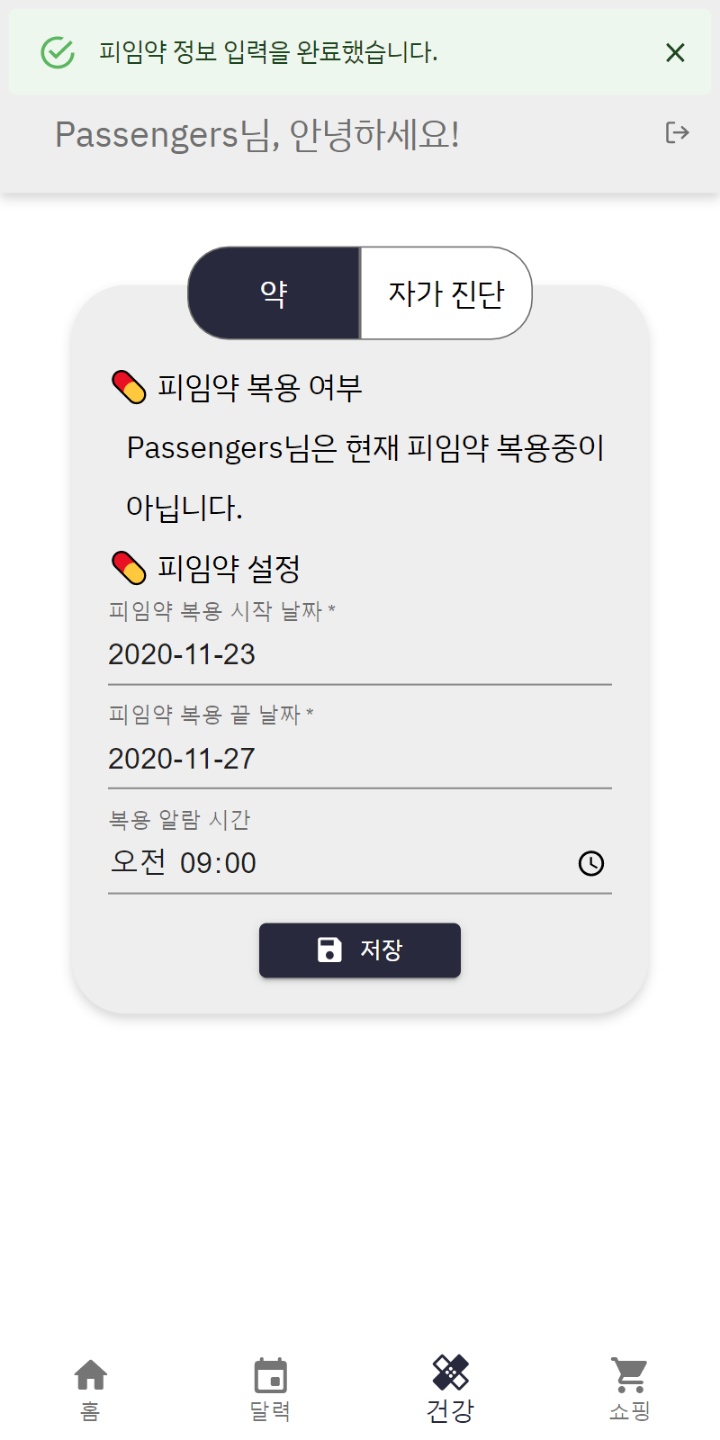 피임약 정보 입력을 완료했습니다.
Passengers님, 안녕하세요!
약
자가 진단
피임약 복용 여부
Passengers님은 현재 피임약 복용중이
아닙니다.
피임약 설정
피임약 복용 시작 날짜 *
2020-11-23
피임약 복용 끝 날짜 *
2020-11-27
복용 알람 시간
오전 09:00
저장
홈
달력
건강
쇼핑